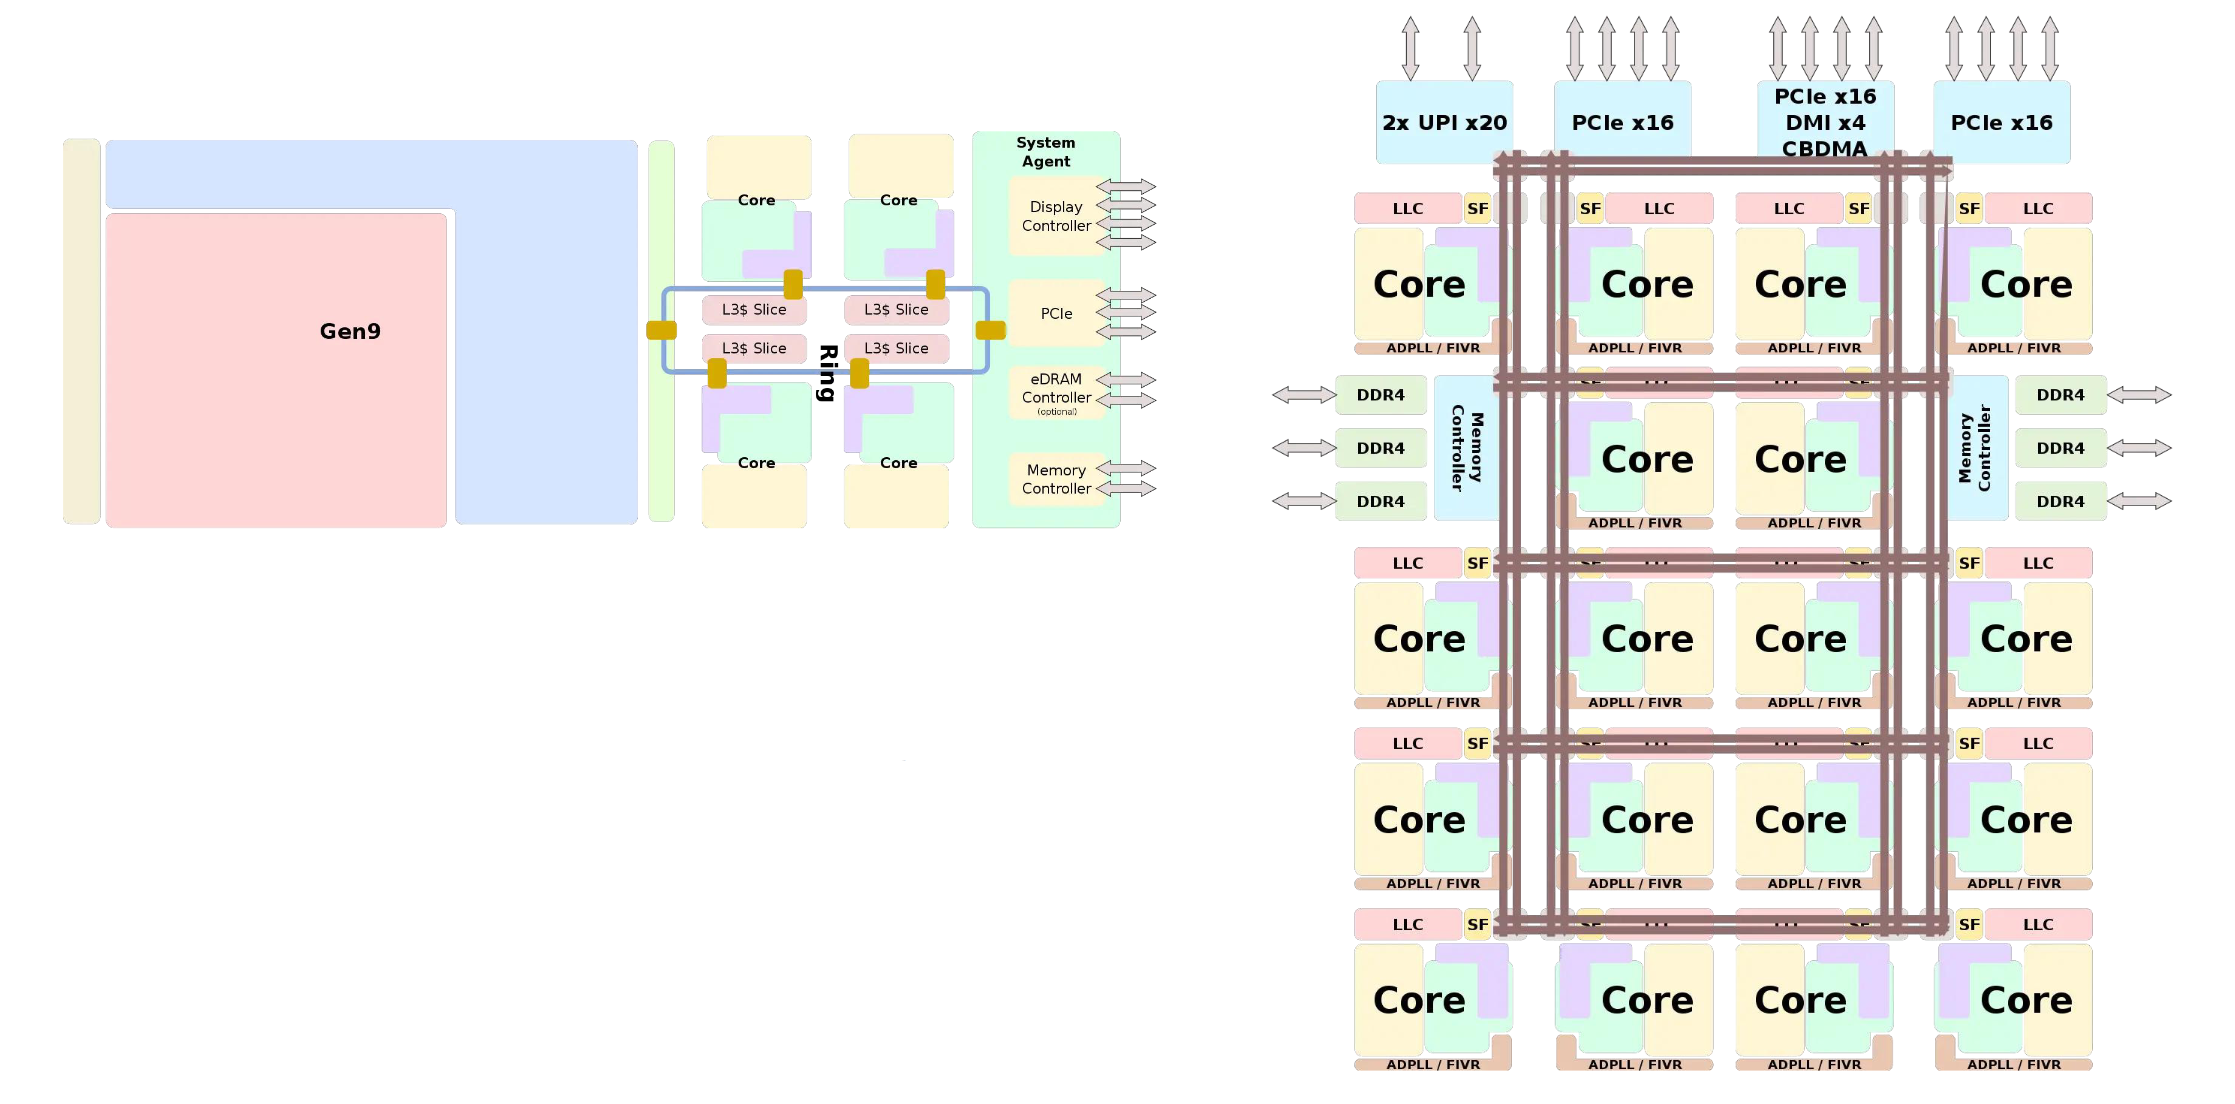 Gen9
Core
Core
L3$ Slice
L3$ Slice
L3$ Slice
L3$ Slice
Ring
Core
Core
System
Agent
Display
Controller
PCIe
eDRAM
Controller
(optional)
Memory
Controller
2x UPI x20
PCIe x16
PCIe x16
DMI x4
CBDMA
PCIe x16
LLC SF
SF LLC
LLC SF
SF LLC
Core
Core
Core
Core
ADPLL / FIVR
ADPLL / FIVR
ADPLL / FIVR
ADPLL / FIVR
DDR4
DDR4
DDR4
Memory
Controller
Core
Core
ADPLL / FIVR
ADPLL / FIVR
Memory
Controller
DDR4
DDR4
DDR4
LLC SF
SF LLC
Core
Core
Core
Core
ADPLL / FIVR
ADPLL / FIVR
ADPLL / FIVR
ADPLL / FIVR
LLC SF
SF LLC
Core
Core
Core
Core
ADPLL / FIVR
ADPLL / FIVR
ADPLL / FIVR
ADPLL / FIVR
LLC SF
SF LLC
Core
Core
Core
Core
ADPLL / FIVR
ADPLL / FIVR
ADPLL / FIVR
ADPLL / FIVR